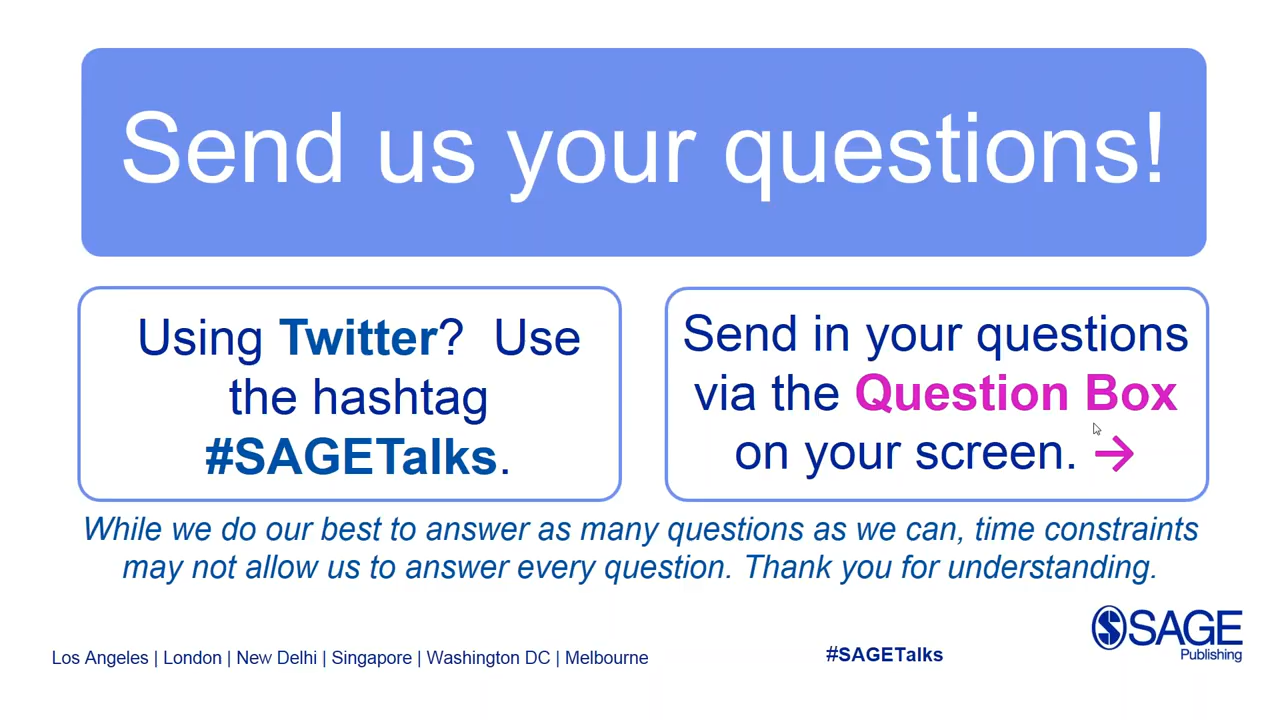 Send us your questions!
Using Twitter?  Use
the hashtag
#SAGETalks.
Send in your questions
via the Question Box
on your screen. →
While we do our best to answer as many questions as we can, time constraints
may not allow us to answer every question. Thank you for understanding.
Los Angeles | London | New Delhi | Singapore | Washington DC | Melbourne
#SAGETalks
SAGE
Publishing